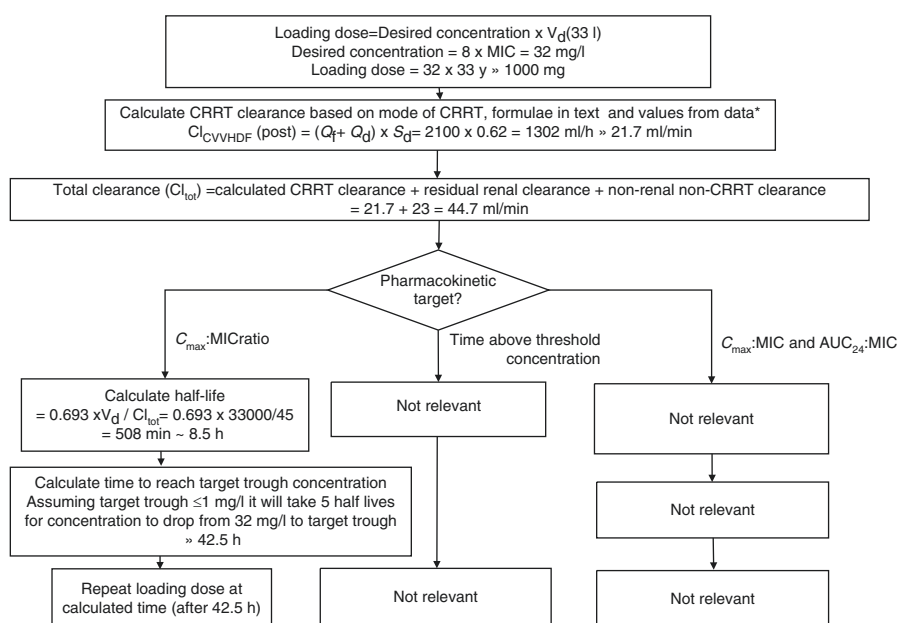 Loading dose=Desired concentration x Vd(33 l)
Desired concentration = 8 x MIC = 32 mg/l
Loading dose = 32 x 33 y » 1000 mg
Calculate CRRT clearance based on mode of CRRT, formulae in text and values from data*
ClCVVHDF (post) = (Qf+ Qd) x Sd= 2100 x 0.62 = 1302 ml/h » 21.7 ml/min
Total clearance (Cltot) =calculated CRRT clearance + residual renal clearance + non-renal non-CRRT clearance
= 21.7 + 23 = 44.7 ml/min
Pharmacokinetic
target?
Cmax:MICratio
Time above threshold
concentration
Cmax:MIC and AUC24:MIC
Calculate half-life
= 0.693 xVd / Cltot= 0.693 x 33000/45
= 508 min ~ 8.5 h
Not relevant
Not relevant
Calculate time to reach target trough concentration
Assuming target trough ≤1 mg/l it will take 5 half lives
for concentration to drop from 32 mg/l to target trough
» 42.5 h
Not relevant
Repeat loading dose at
calculated time (after 42.5 h)
Not relevant
Not relevant